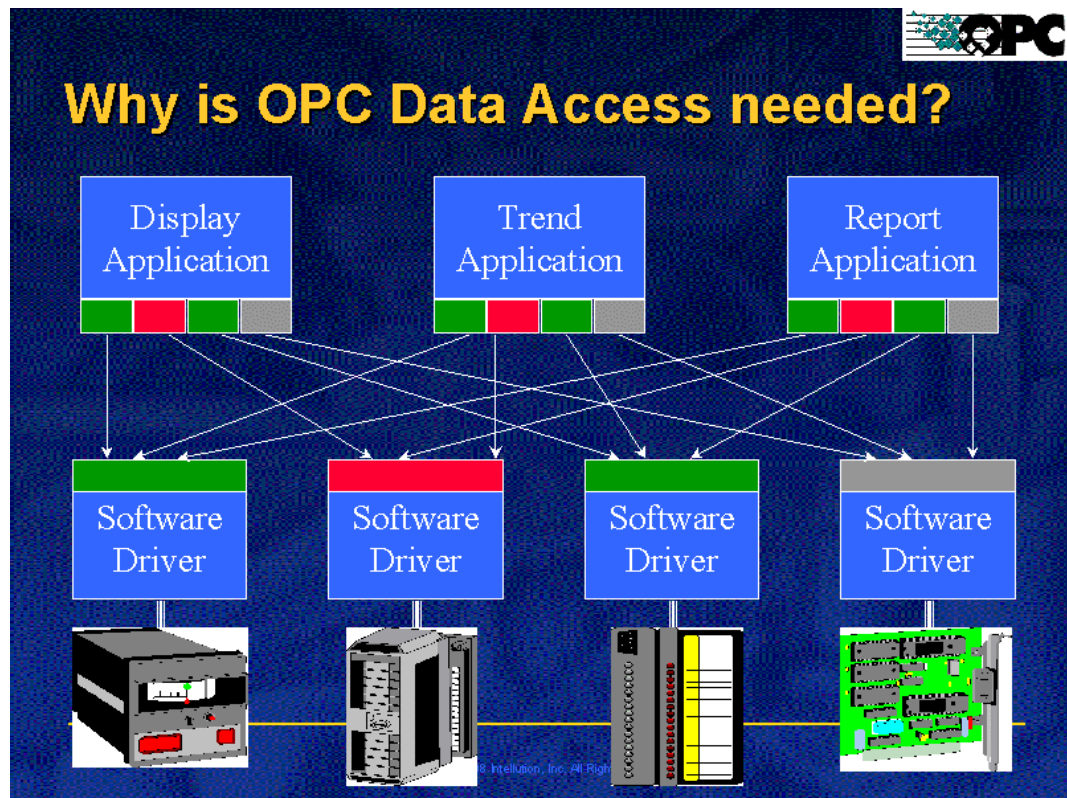 OPC
Why is OPC Data Access needed?
Display
Application
Trend
Application
Report
Application
Software
Driver
Software
Driver
Software
Driver
Software
Driver
8 Intellution, Inc. All